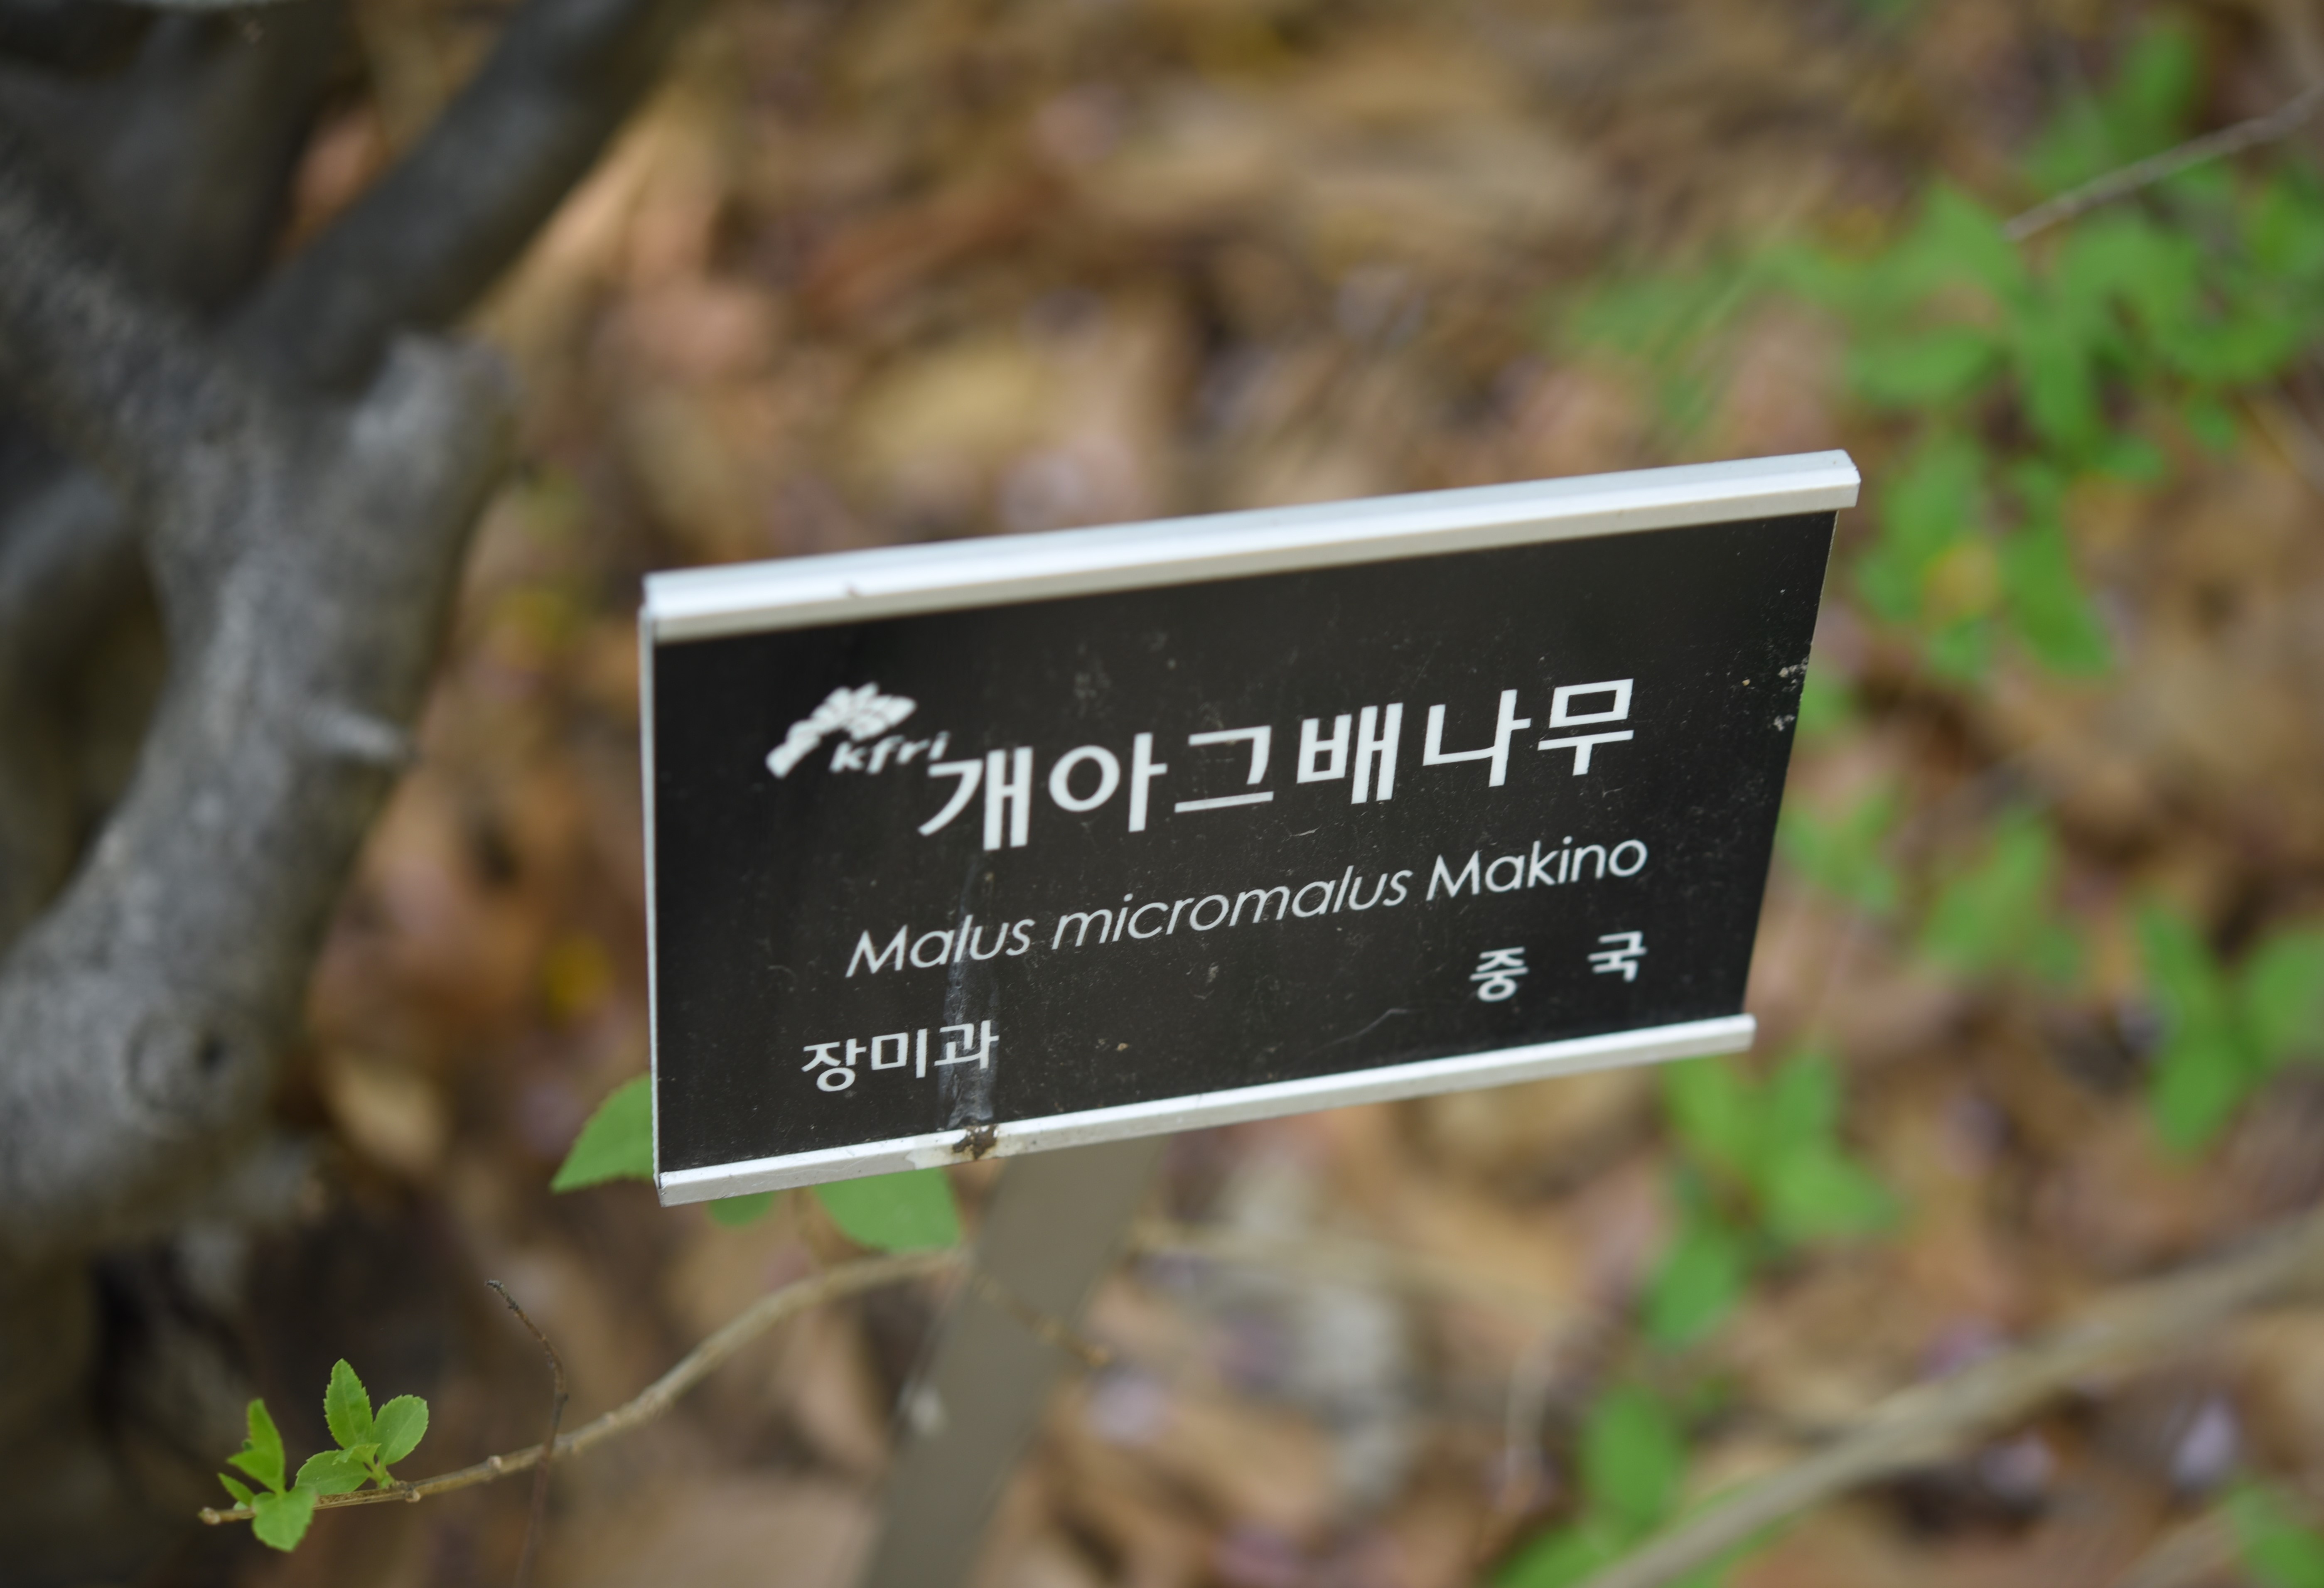 kfri
개아그배나무
Malus micromalus Makino
중 국
장미과